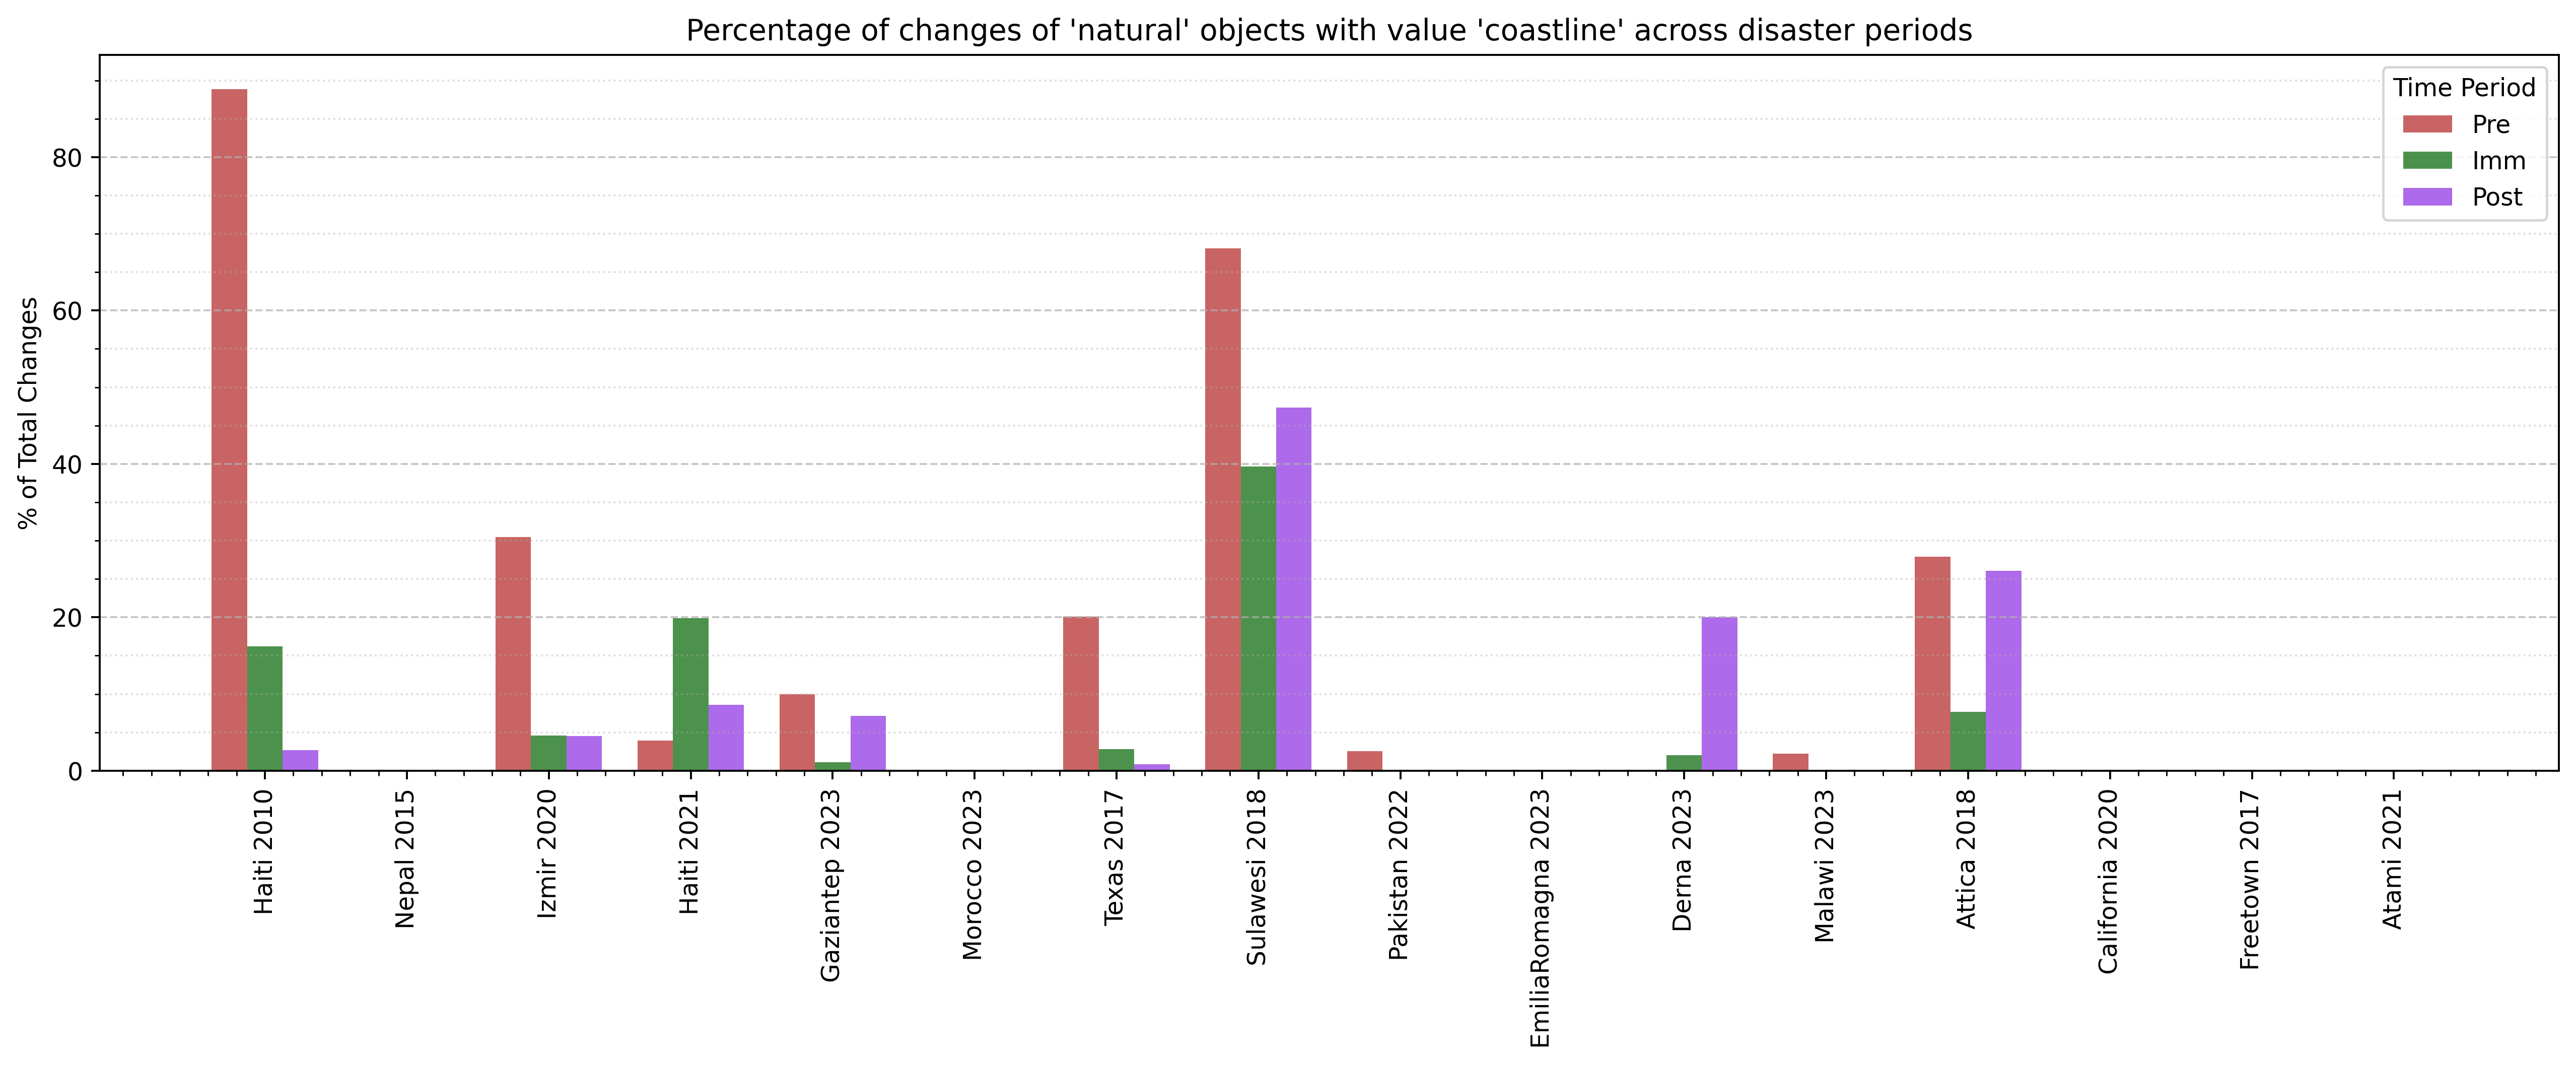 Percentage of changes of 'natural' objects with value 'coastline' across disaster periods
Time Period
Pre
Imm
Post
% of Total Changes
80
60
40
20
0
Haiti 2010
Nepal 2015
Izmir 2020
Haiti 2021
Gaziantep 2023
Morocco 2023
Texas 2017
Sulawesi 2018
Pakistan 2022
EmiliaRomagna 2023
Derna 2023
Malawi 2023
Attica 2018
California 2020
Freetown 2017
Atami 2021